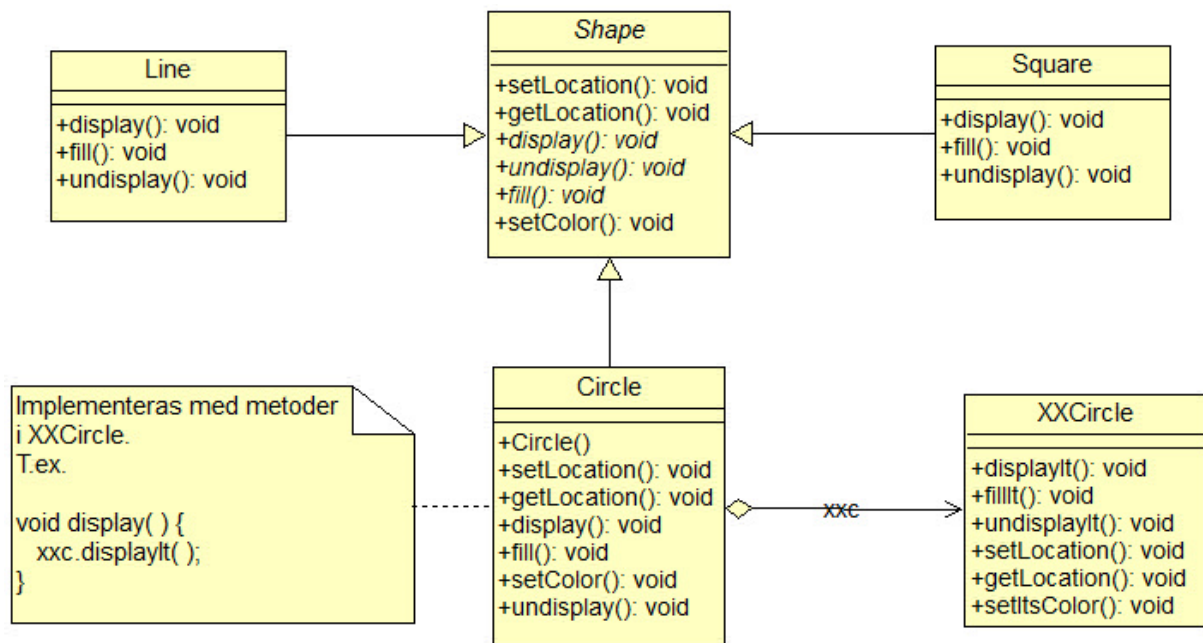 Shape
+setLocation(): void
+getLocation(): void
+display(): void
+undisplay(): void
+fill(): void
+setColor(): void
Line
+display(): void
+fill(): void
+undisplay(): void
Square
+display(): void
+fill(): void
+undisplay(): void
Implementeras med metoder
i XXCircle.
T.ex.
void display( ) {
xxc.displayIt( );
}
Circle
+Circle()
+setLocation(): void
+getLocation(): void
+display(): void
+fill(): void
+setColor(): void
+undisplay(): void
xxc
XXCircle
+displayIt(): void
+fillIt(): void
+undisplayIt(): void
+setLocation(): void
+getLocation(): void
+setItsColor(): void